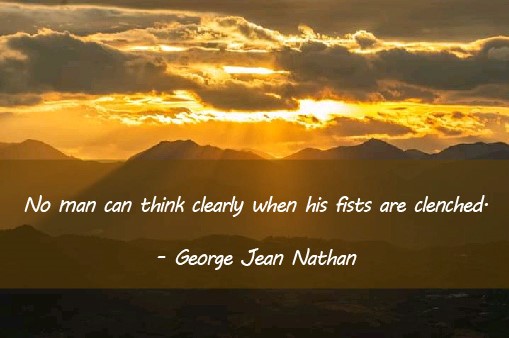 No man can think clearly when his fists are clenched.
- George Jean Nathan